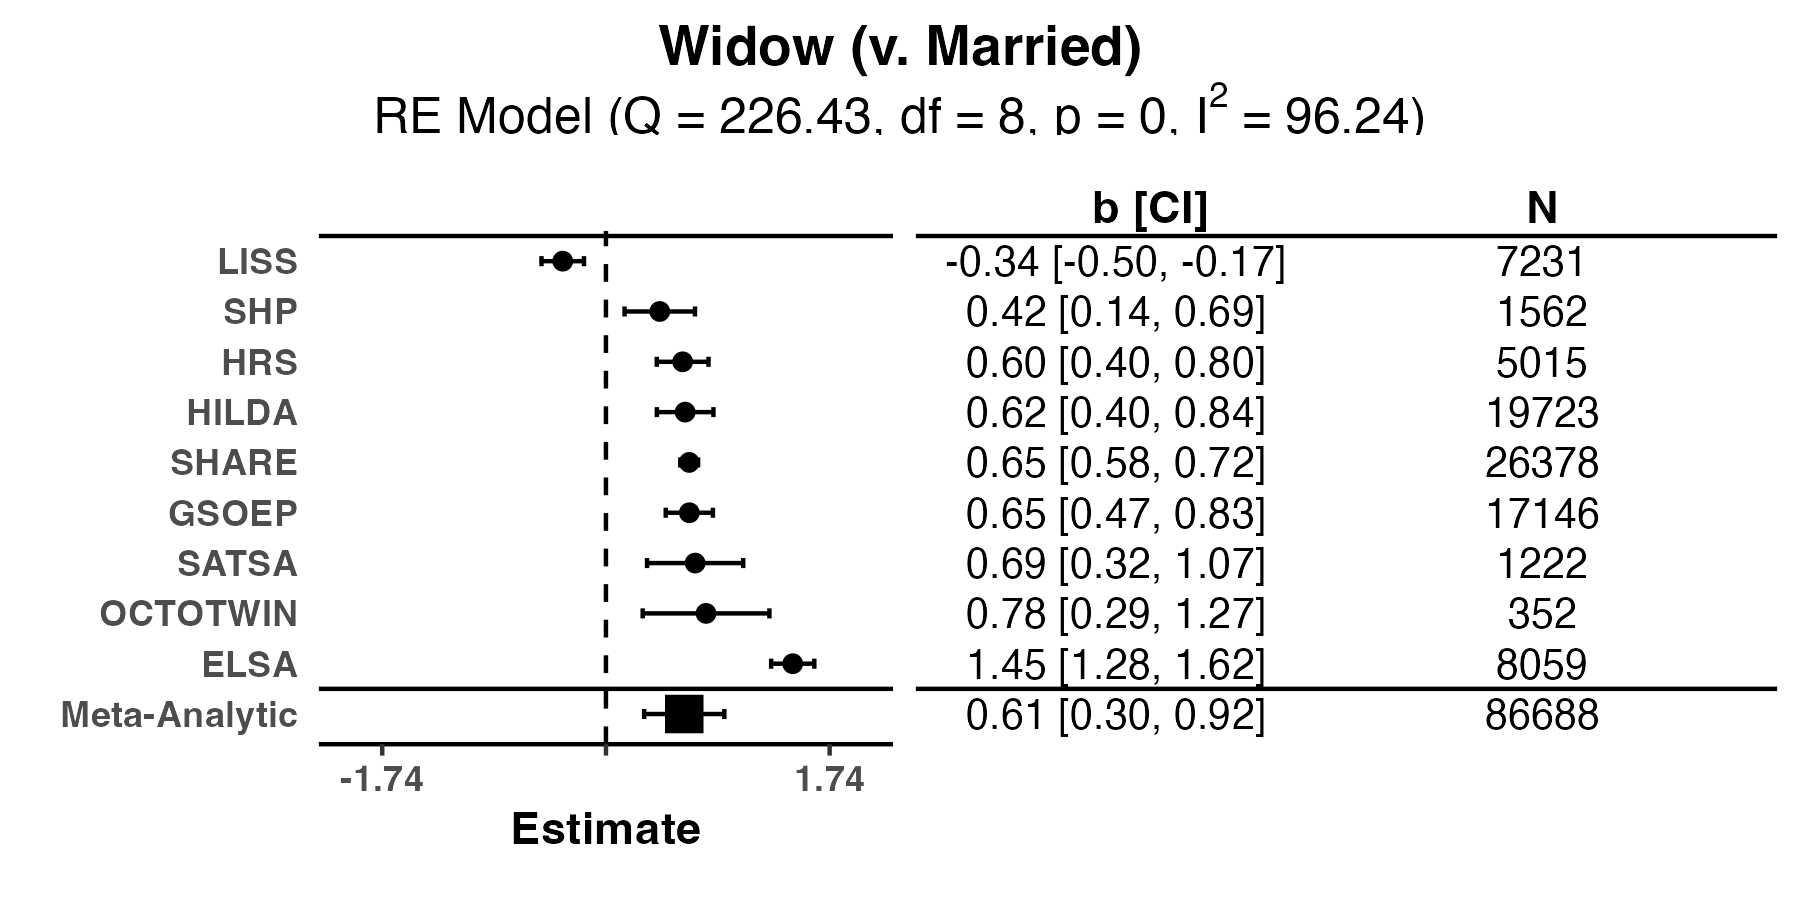 Widow (v. Married)
RE Model (Q = 226.43, df = 8, p = 0, I² = 96.24)
b [CI] N
LISS -0.34 [-0.50, -0.17] 7231
SHP 0.42 [0.14, 0.69] 1562
HRS 0.60 [0.40, 0.80] 5015
HILDA 0.62 [0.40, 0.84] 19723
SHARE 0.65 [0.58, 0.72] 26378
GSOEP 0.65 [0.47, 0.83] 17146
SATSA 0.69 [0.32, 1.07] 1222
OCTOTWIN 0.78 [0.29, 1.27] 352
ELSA 1.45 [1.28, 1.62] 8059
Meta-Analytic 0.61 [0.30, 0.92] 86688
-1.74 1.74
Estimate